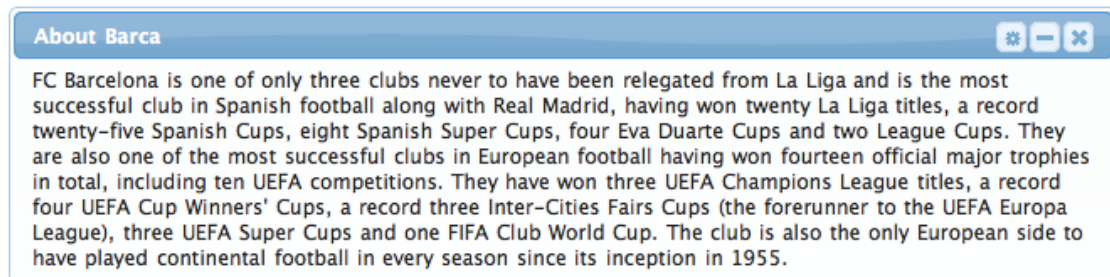 About Barca
FC Barcelona is one of only three clubs never to have been relegated from La Liga and is the most
successful club in Spanish football along with Real Madrid, having won twenty La Liga titles, a record
twenty-five Spanish Cups, eight Spanish Super Cups, four Eva Duarte Cups and two League Cups. They
are also one of the most successful clubs in European football having won fourteen official major trophies
in total, including ten UEFA competitions. They have won three UEFA Champions League titles, a record
four UEFA Cup Winners' Cups, a record three Inter-Cities Fairs Cups (the forerunner to the UEFA Europa
League), three UEFA Super Cups and one FIFA Club World Cup. The club is also the only European side to
have played continental football in every season since its inception in 1955.